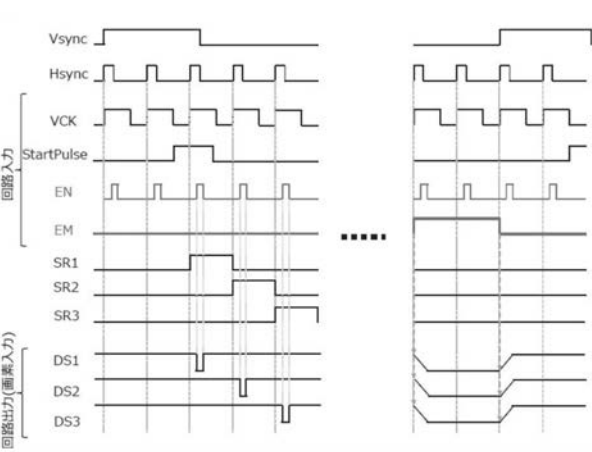 Vsync
Hsync
VCK
StartPulse
EN
EM
SR1
SR2
SR3
DS1
DS2
DS3
回路入力
回路出力(画素入力)